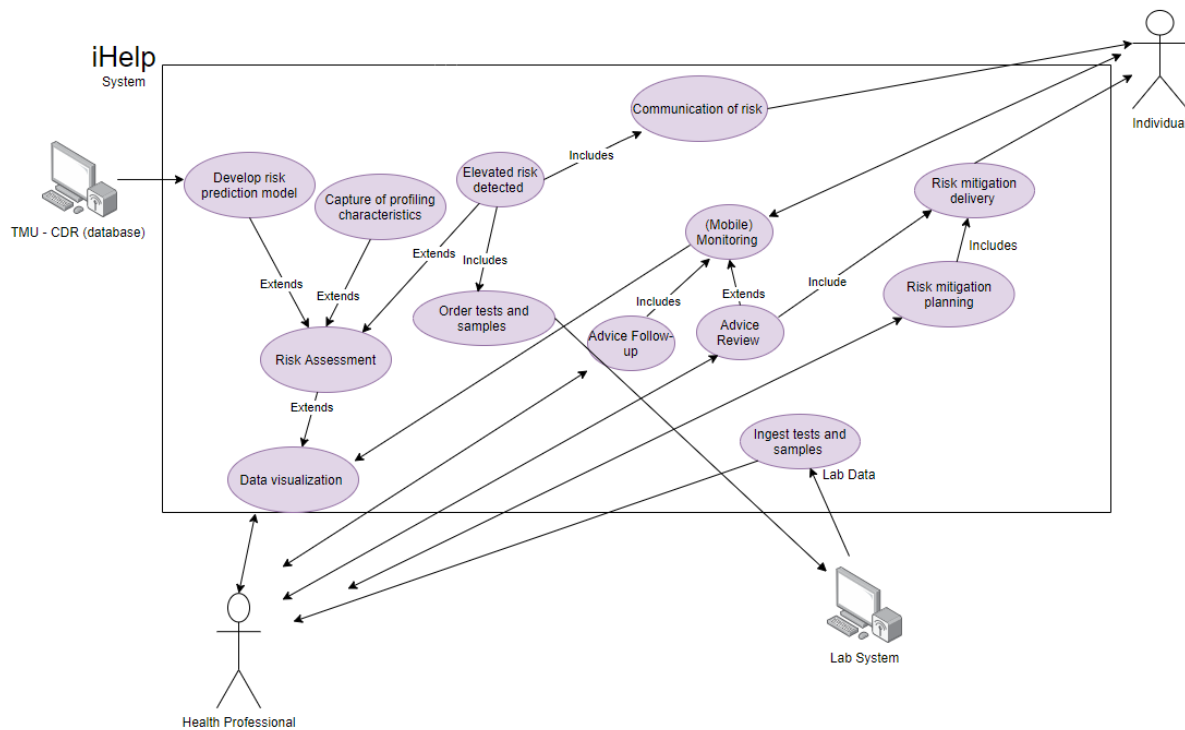 iHelp
System
Communication of risk
Individual
Includes
Develop risk
prediction model
Elevated risk
detected
Capture of profiling
characteristics
Risk mitigation
delivery
TMU - CDR (database)
(Mobile)
Monitoring
Extends
Includes
Includes
Extends
Extends
Includes
Extends
Include
Risk mitigation
planning
Order tests and
samples
Advice Follow-
up
Advice
Review
Risk Assessment
Extends
Ingest tests and
samples
Data visualization
Lab Data
Lab System
Health Professional